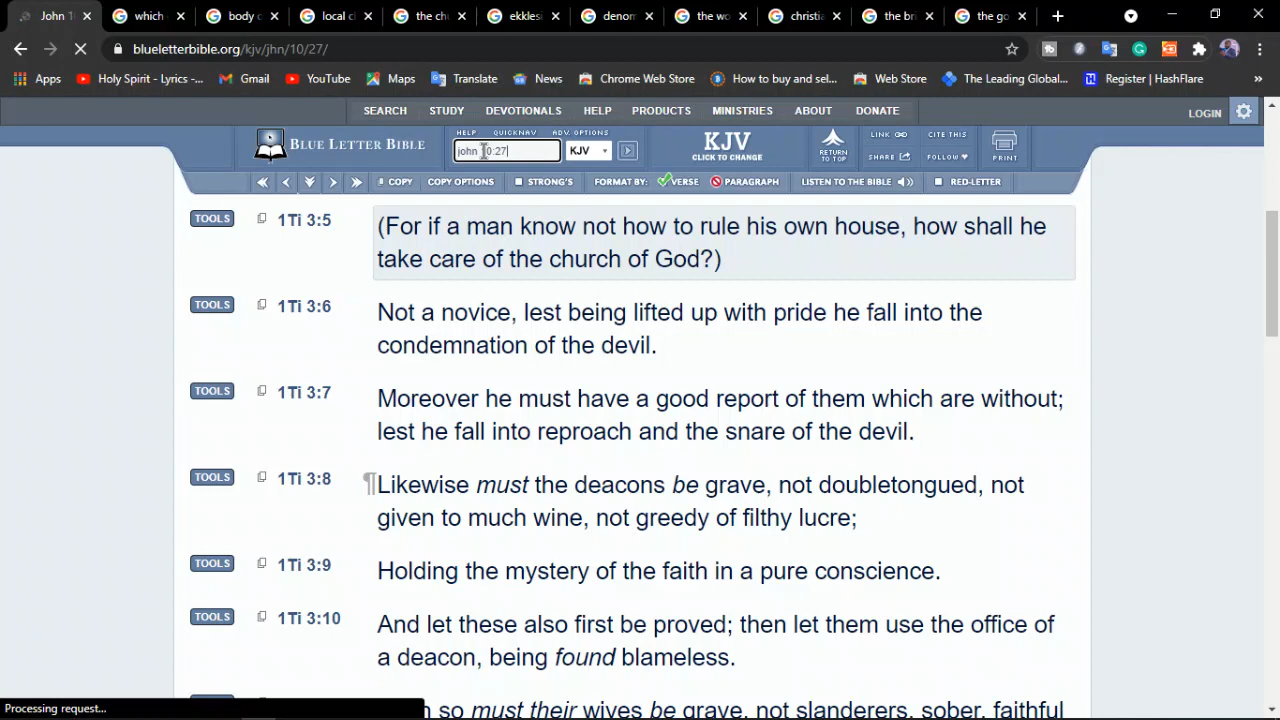 John 1
which
body o
local cl
the chu
ekklesi
denom
the wo
christia
the bri
the go
blueletterbible.org/kjv/jhn/10/27/
Apps
Holy Spirit - Lyrics -...
Gmail
YouTube
Maps
Translate
News
Chrome Web Store
How to buy and sel...
Web Store
The Leading Global...
Register | HashFlare
»
SEARCH STUDY DEVOTIONALS HELP PRODUCTS MINISTRIES ABOUT DONATE
LOGIN
BLUE LETTER BIBLE
HELP QUICKNAV ADV. OPTIONS
john 10:27
KJV
KJV
CLICK TO CHANGE
RETURN
TO TOP
LINK
CITE THIS
SHARE
FOLLOW
PRINT
COPY COPY OPTIONS STRONG'S FORMAT BY: VERSE PARAGRAPH LISTEN TO THE BIBLE RED-LETTER
TOOLS 1Ti 3:5 (For if a man know not how to rule his own house, how shall he
take care of the church of God?)
TOOLS 1Ti 3:6 Not a novice, lest being lifted up with pride he fall into the
condemnation of the devil.
TOOLS 1Ti 3:7 Moreover he must have a good report of them which are without;
lest he fall into reproach and the snare of the devil.
TOOLS 1Ti 3:8 ¶Likewise must the deacons be grave, not doubletongued, not
given to much wine, not greedy of filthy lucre;
TOOLS 1Ti 3:9 Holding the mystery of the faith in a pure conscience.
TOOLS 1Ti 3:10 And let these also first be proved; then let them use the office of
a deacon, being found blameless.
so must their wives be grave, not slanderers, sober, faithful
Processing request...